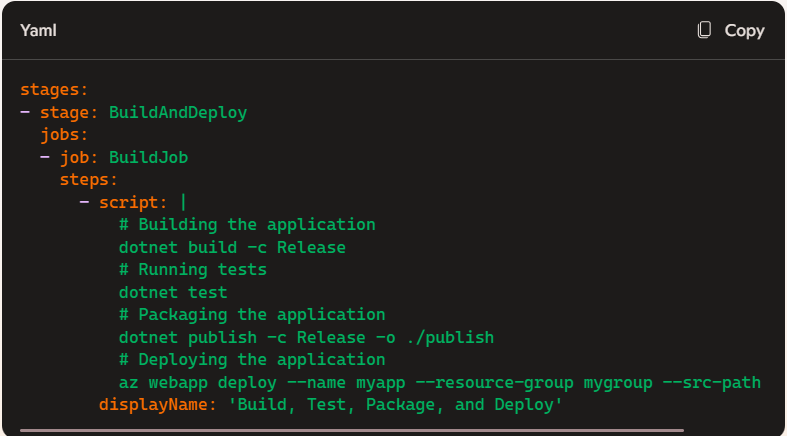 Yaml
Copy
stages:
- stage: BuildAndDeploy
  jobs:
  - job: BuildJob
    steps:
      - script: |
          # Building the application
          dotnet build -c Release
          # Running tests
          dotnet test
          # Packaging the application
          dotnet publish -c Release -o ./publish
          # Deploying the application
          az webapp deploy --name myapp --resource-group mygroup --src-path
        displayName: 'Build, Test, Package, and Deploy'